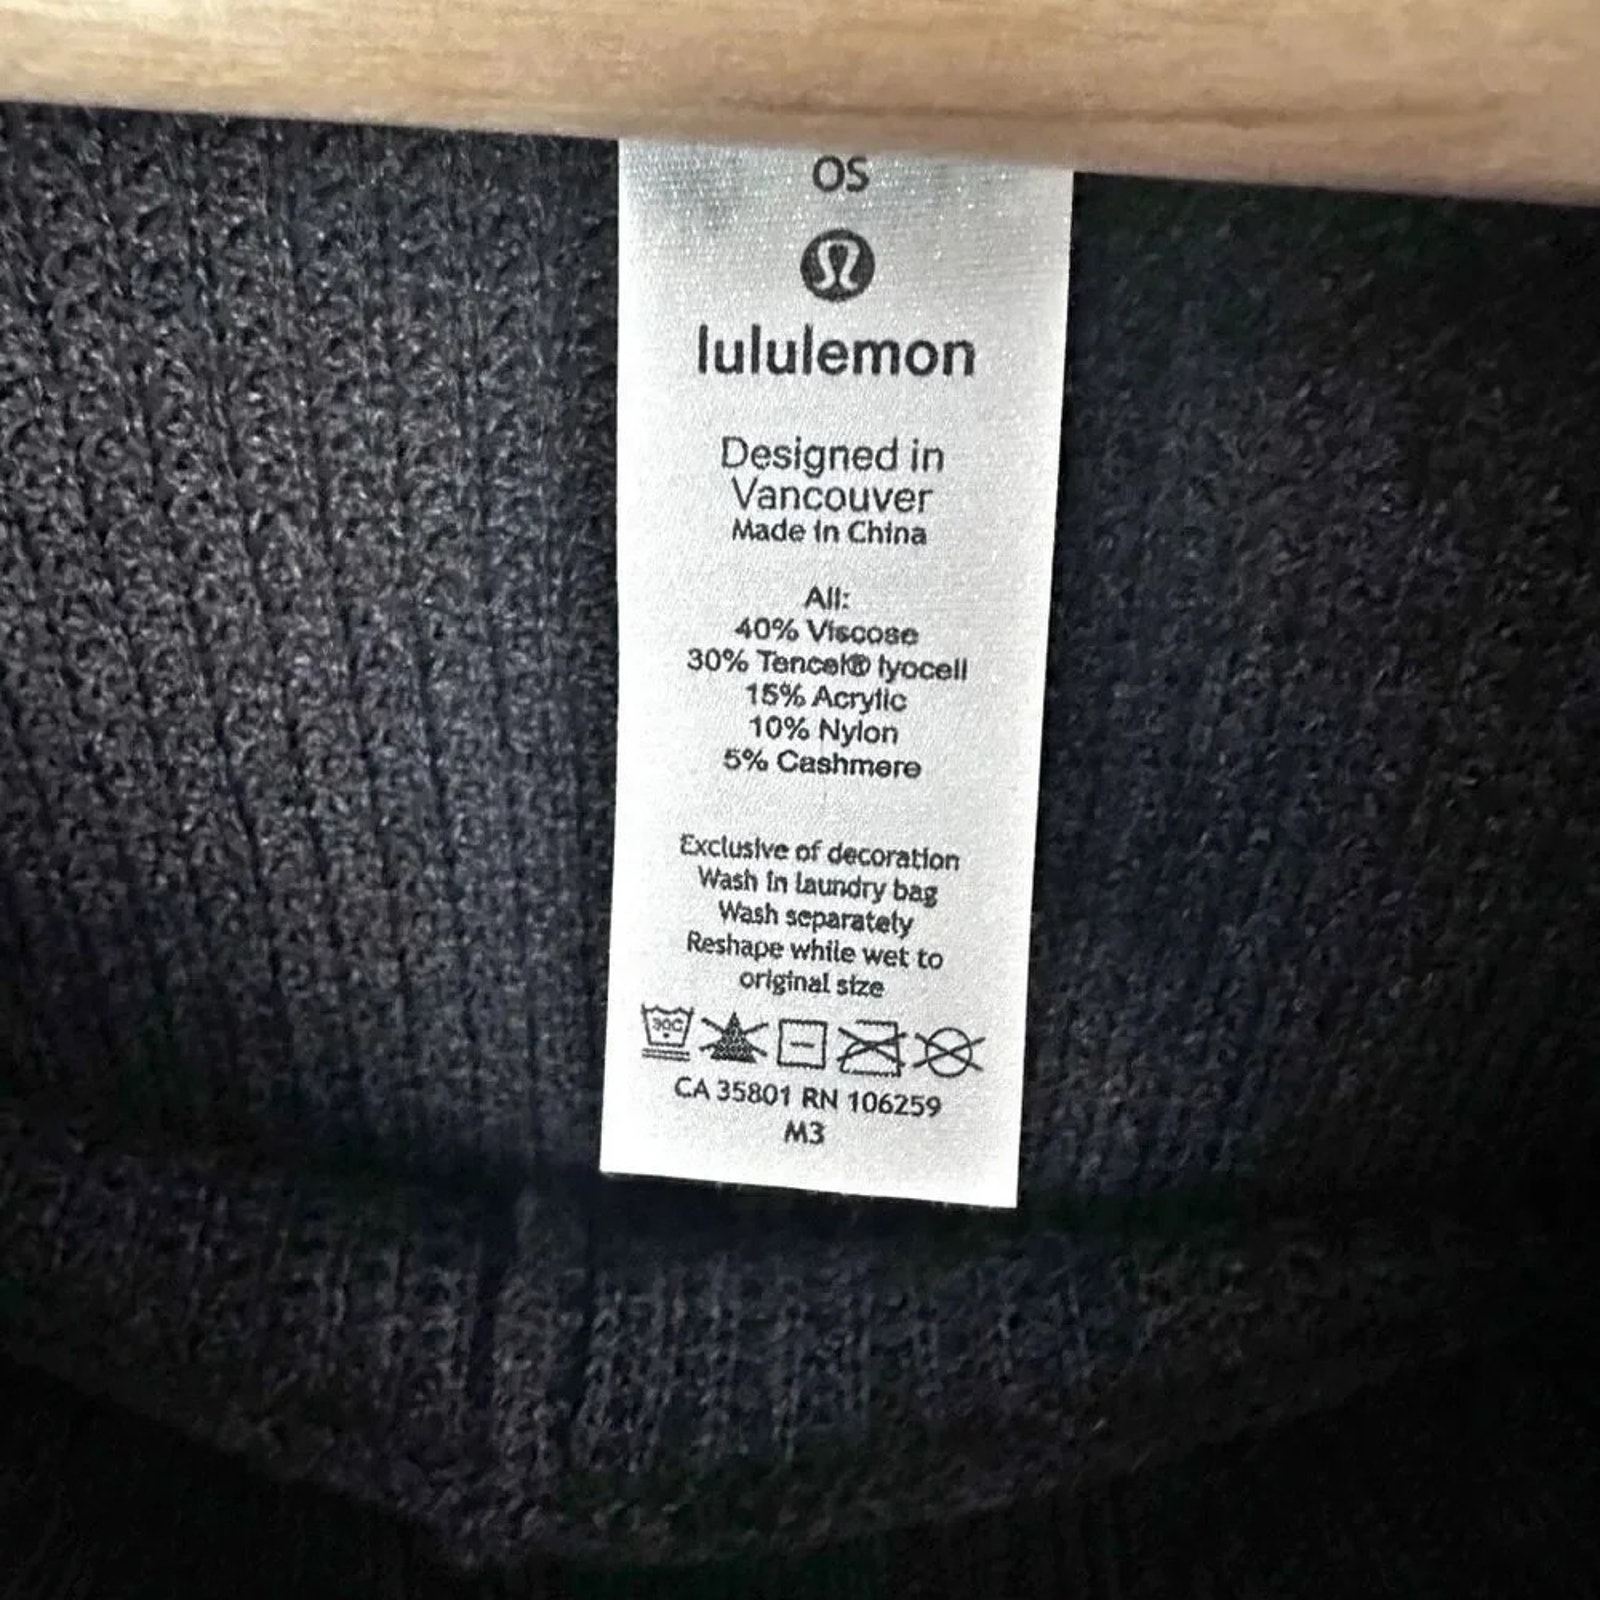 OS
lululemon
Designed in
Vancouver
Made in China
All:
40% Viscose
30% Tencel® lyocell
15% Acrylic
10% Nylon
5% Cashmere
Exclusive of decoration
Wash in laundry bag
Wash separately
Reshape while wet to
original size
30C
CA 35801 RN 106259
M3